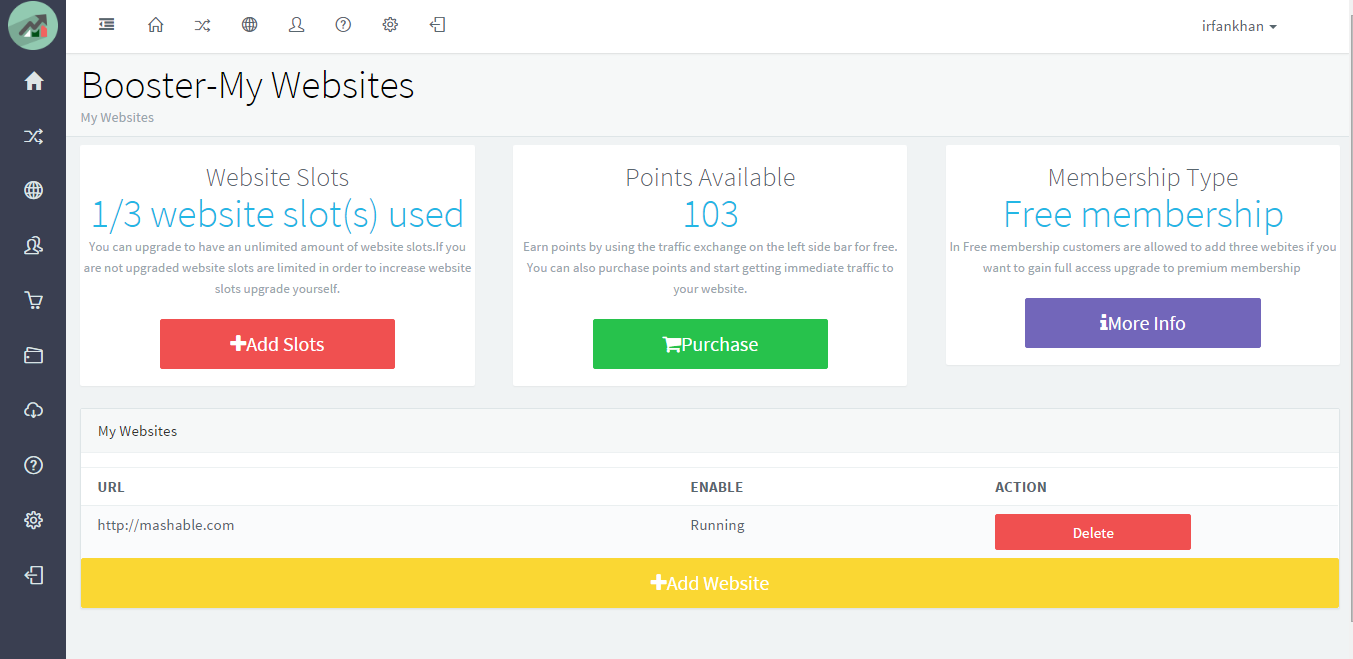 irfankhan
Booster-My Websites
My Websites
Website Slots
1/3 website slot(s) used
You can upgrade to have an unlimited amount of website slots.If you
are not upgraded website slots are limited in order to increase website
slots upgrade yourself.
Add Slots
Points Available
103
Earn points by using the traffic exchange on the left side bar for free.
You can also purchase points and start getting immediate traffic to
your website.
Purchase
Membership Type
Free membership
In Free membership customers are allowed to add three webites if you
want to gain full access upgrade to premium membership
More Info
My Websites
URL ENABLE ACTION
http://mashable.com Running Delete
Add Website